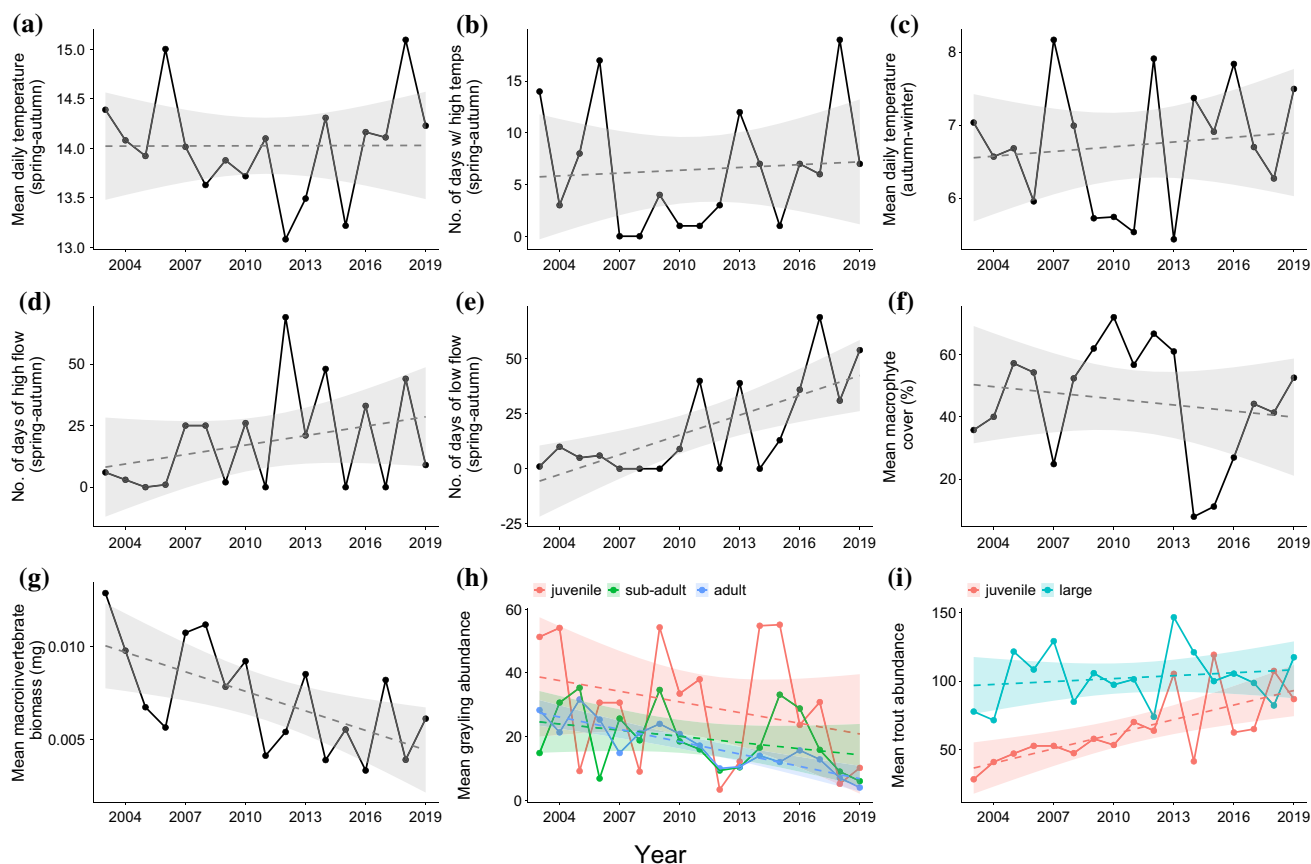 (a)
Mean daily temperature
(spring-autumn)
15.0
14.5
14.0
13.5
13.0
2004 2007 2010 2013 2016 2019
(b)
No. of days w/ high temps
(spring-autumn)
15
10
5
0
2004 2007 2010 2013 2016 2019
(c)
Mean daily temperature
(autumn-winter)
8
7
6
2004 2007 2010 2013 2016 2019
(d)
No. of days of high flow
(spring-autumn)
50
25
0
2004 2007 2010 2013 2016 2019
(e)
No. of days of low flow
(spring-autumn)
50
25
0
-25
2004 2007 2010 2013 2016 2019
(f)
Mean macrophyte
cover (%)
60
40
20
2004 2007 2010 2013 2016 2019
(g)
Mean macroinvertebrate
biomass (mg)
0.010
0.005
2004 2007 2010 2013 2016 2019
(h)
juvenile sub-adult adult
Mean grayling abundance
60
40
20
0
2004 2007 2010 2013 2016 2019
(i)
juvenile large
Mean trout abundance
150
100
50
2004 2007 2010 2013 2016 2019
Year